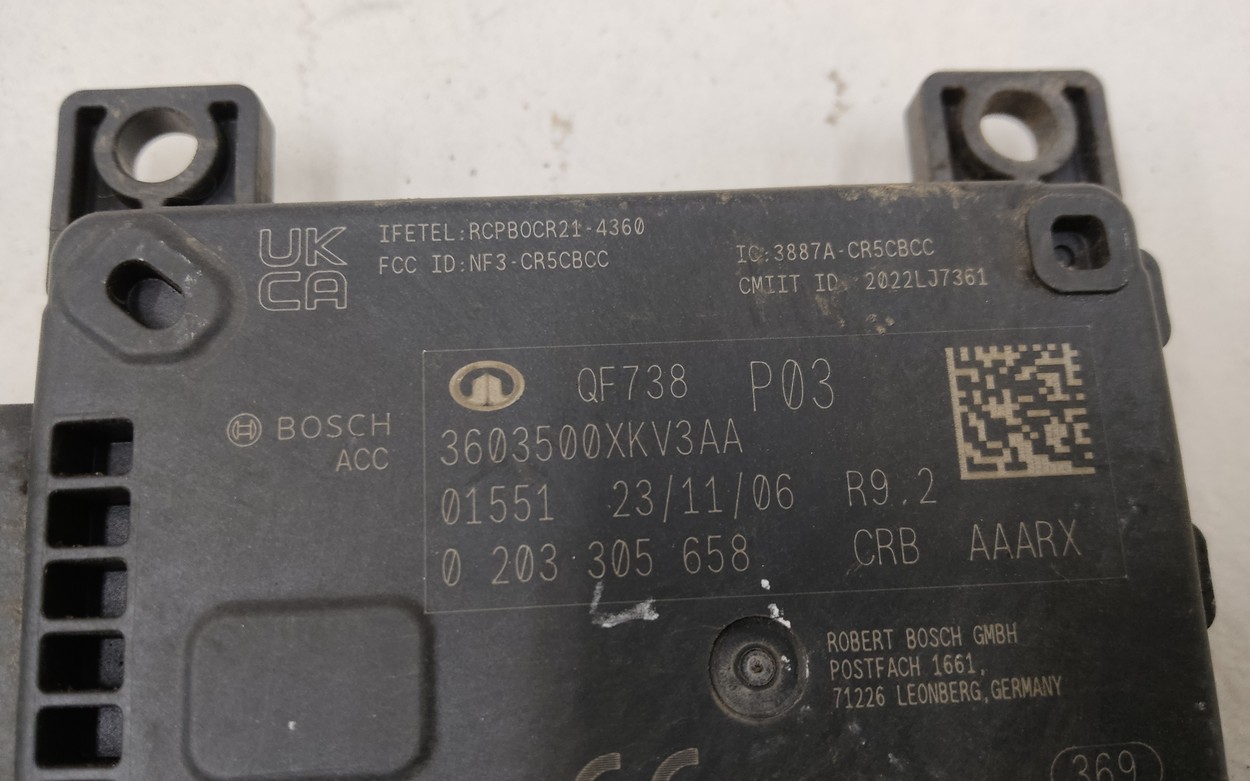 UK
CA
IFETEL:RCPBOCR21-4360
FCC ID:NF3-CR5CBCC
IC:3887A-CR5CBCC
CMIIT ID: 2022LJ7361
BOSCH
ACC
QF738 P03
3603500XKV3AA
01551 23/11/06 R9.2
0 203 305 658 CRB AAARX
ROBERT BOSCH GMBH
POSTFACH 1661,
71226 LEONBERG,GERMANY
369